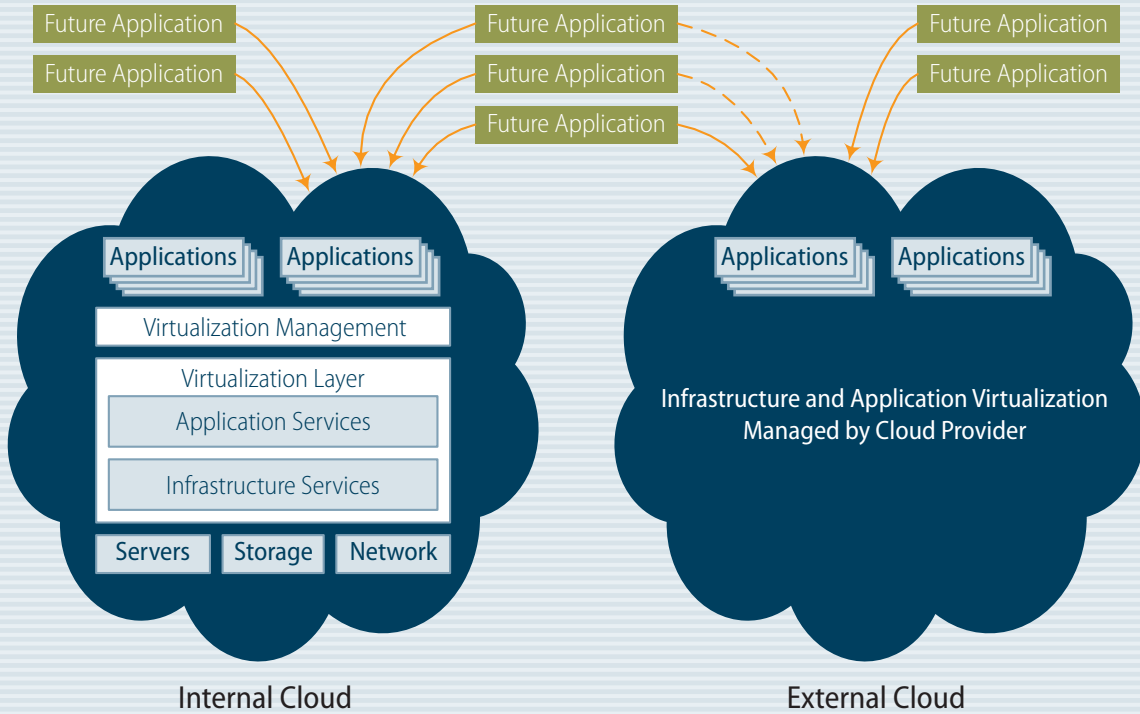 Future Application
Future Application
Future Application
Future Application
Future Application
Future Application
Future Application
Applications
Applications
Virtualization Management
Virtualization Layer
Application Services
Infrastructure Services
Servers
Storage
Network
Internal Cloud
Applications
Applications
Infrastructure and Application Virtualization
Managed by Cloud Provider
External Cloud